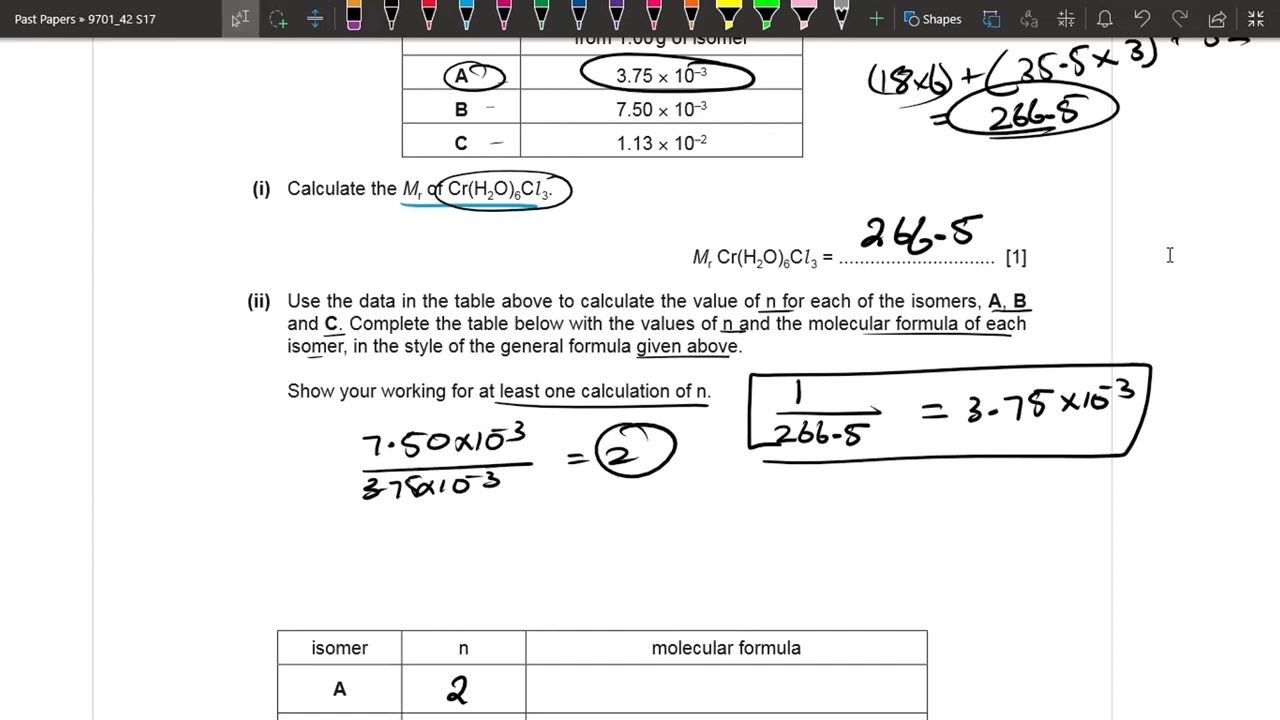 Past Papers » 9701_42 S17
Shapes
from 1.00g of isomer
A 3.75 × 10–3
B 7.50 × 10–3
C 1.13 × 10–2
(18×6) + (35.5×3) +
= 266.5
(i) Calculate the Mr of Cr(H2O)6Cl3.
266.5
Mr Cr(H2O)6Cl3 = .............................. [1]
(ii) Use the data in the table above to calculate the value of n for each of the isomers, A, B
and C. Complete the table below with the values of n and the molecular formula of each
isomer, in the style of the general formula given above.
Show your working for at least one calculation of n.
1
266.5 = 3.75×10-3
7.50×10-3
3.75×10-3 = 2
isomer n molecular formula
A 2